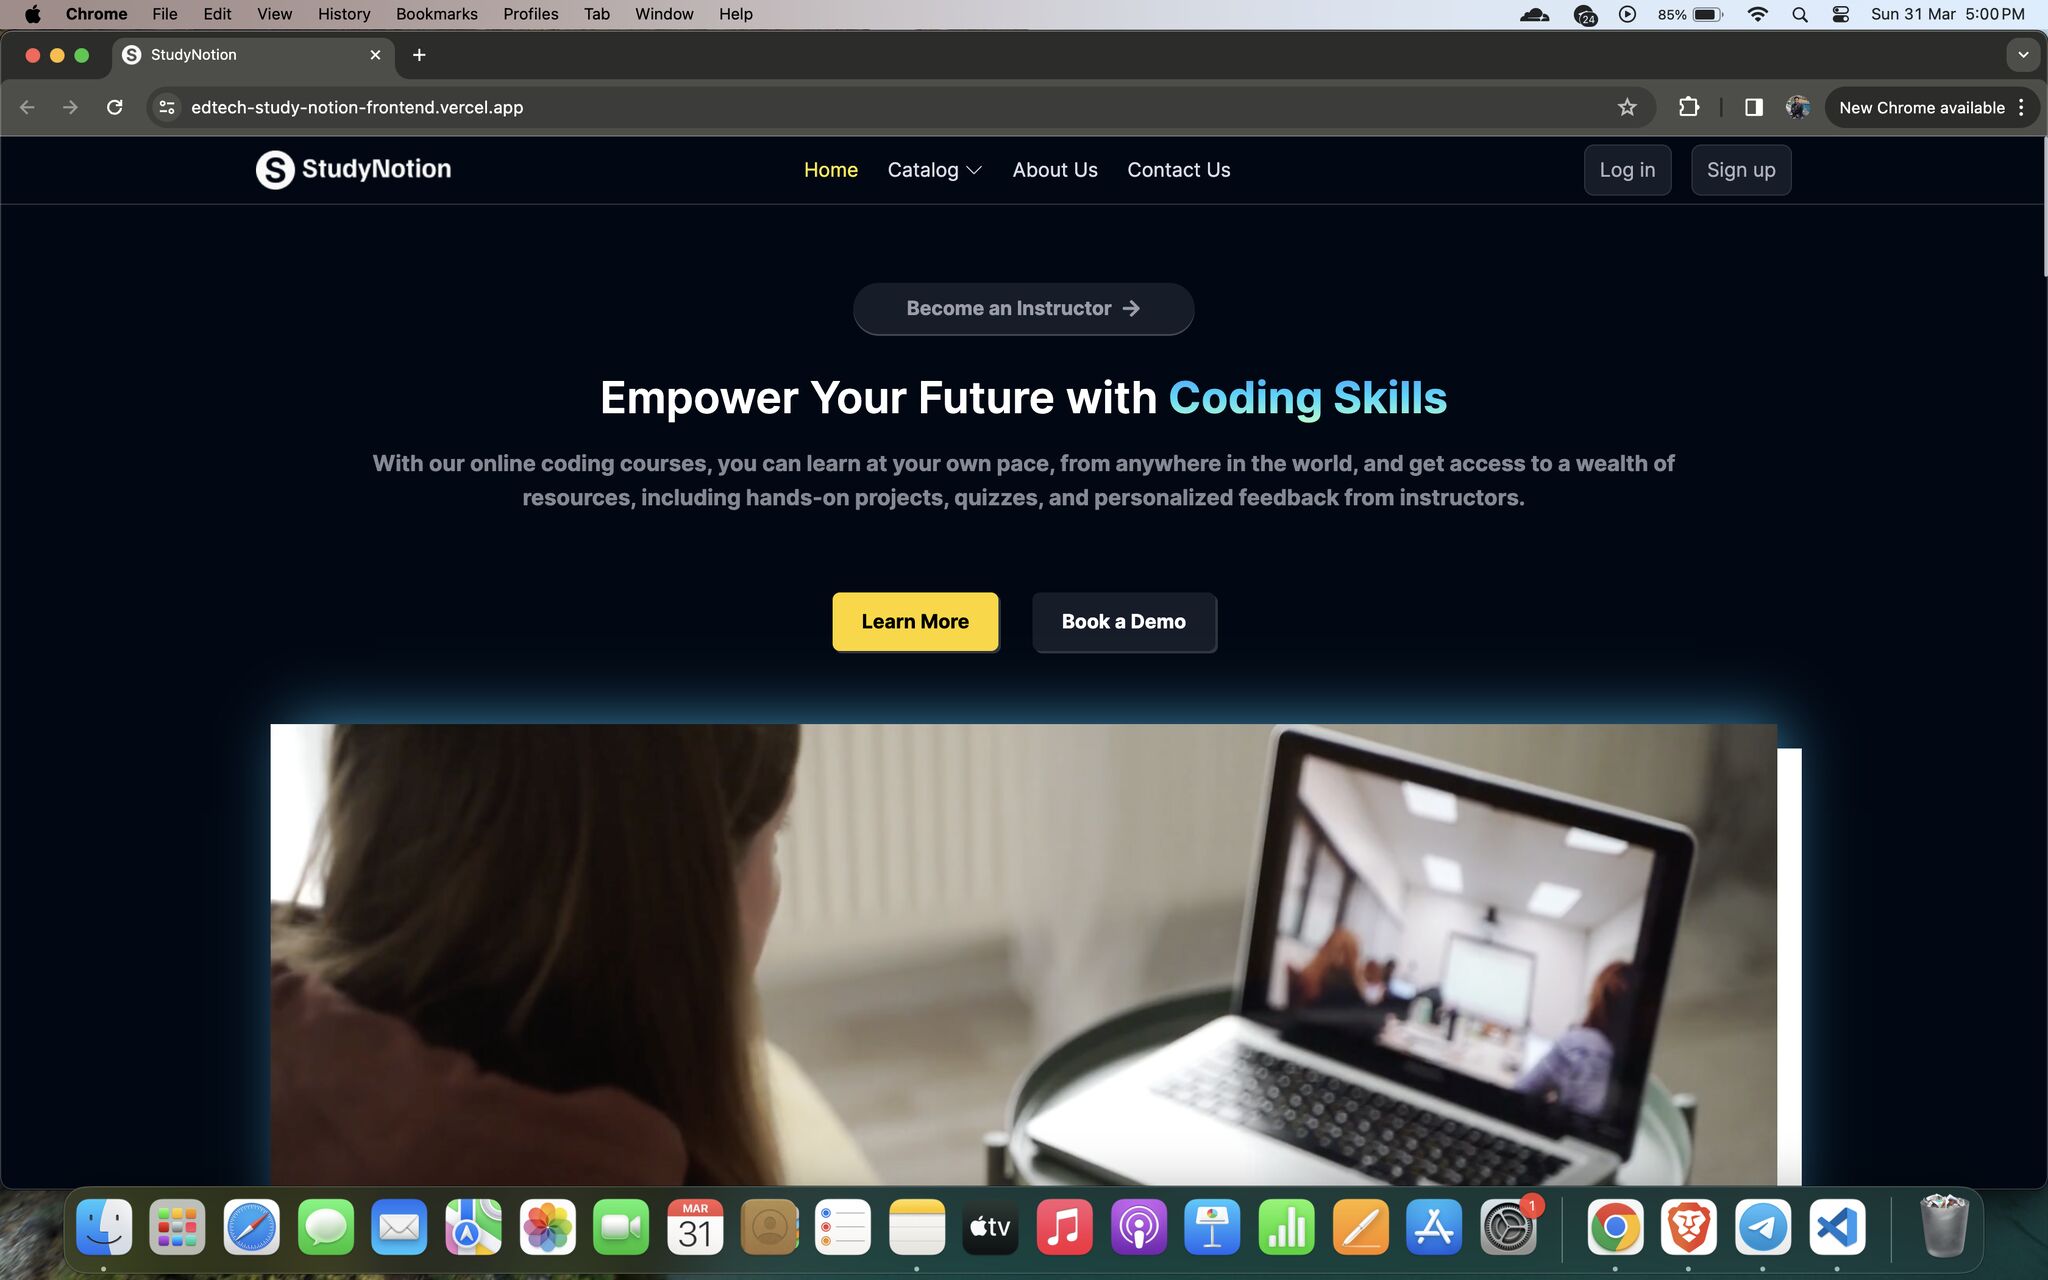 Chrome File Edit View History Bookmarks Profiles Tab Window Help 24 85% Sun 31 Mar 5:00 PM
S StudyNotion
edtech-study-notion-frontend.vercel.app New Chrome available
S StudyNotion Home Catalog About Us Contact Us Log in Sign up
Become an Instructor
Empower Your Future with Coding Skills
With our online coding courses, you can learn at your own pace, from anywhere in the world, and get access to a wealth of
resources, including hands-on projects, quizzes, and personalized feedback from instructors.
Learn More Book a Demo
MAR
31
tv
1